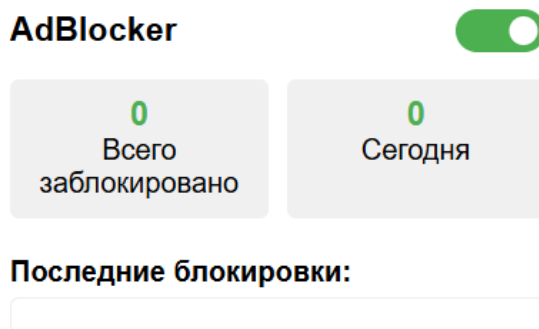 AdBlocker
0
Всего
заблокировано
0
Сегодня
Последние блокировки: